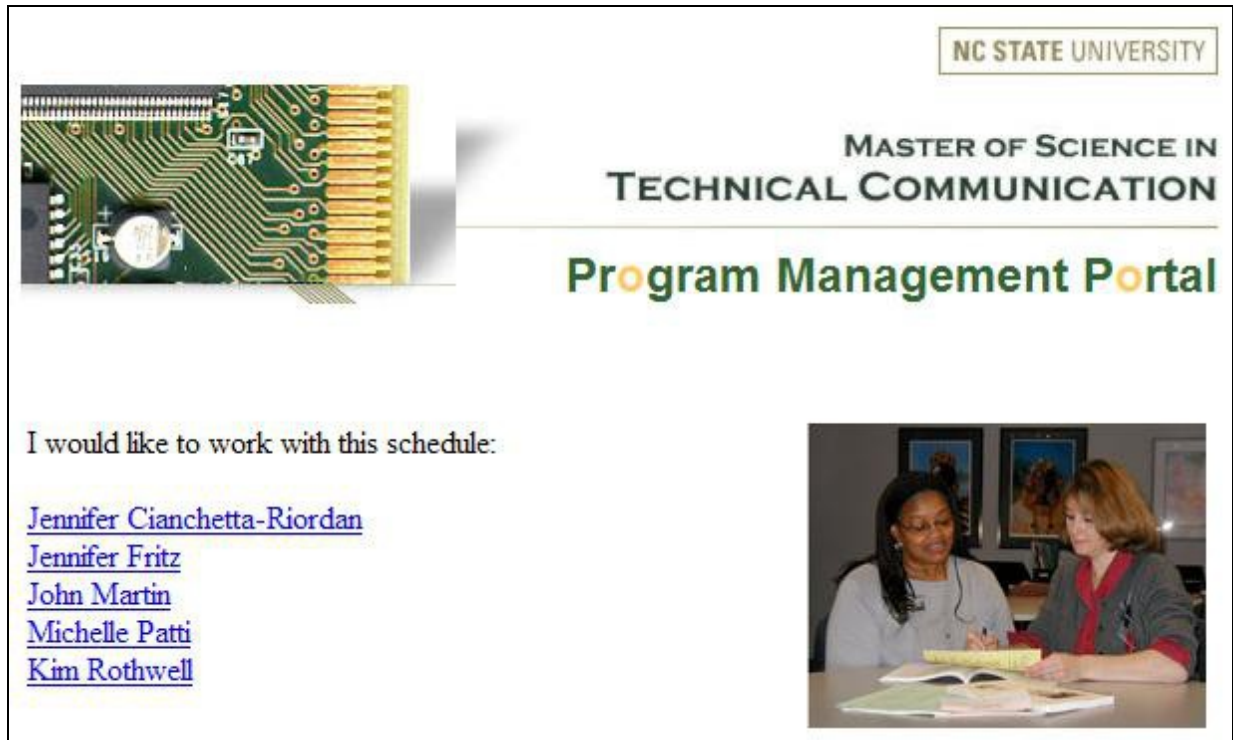 NC STATE UNIVERSITY
MASTER OF SCIENCE IN
TECHNICAL COMMUNICATION
Program Management Portal
I would like to work with this schedule:
Jennifer Cianchetta-Riordan
Jennifer Fritz
John Martin
Michelle Patti
Kim Rothwell